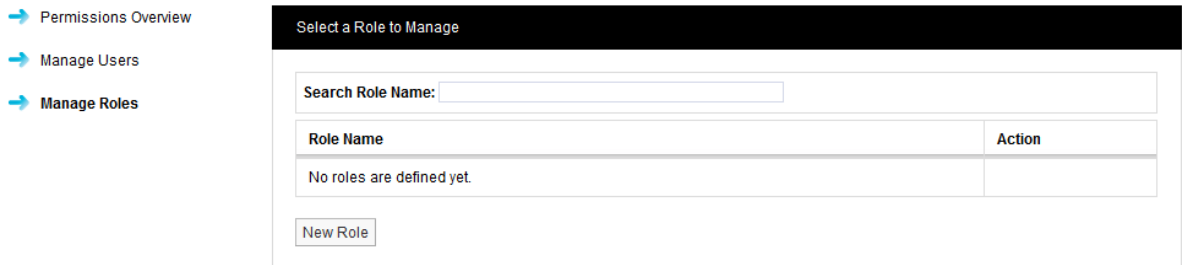 Permissions Overview
Manage Users
Manage Roles
Select a Role to Manage
Search Role Name:
Role Name Action
No roles are defined yet.
New Role